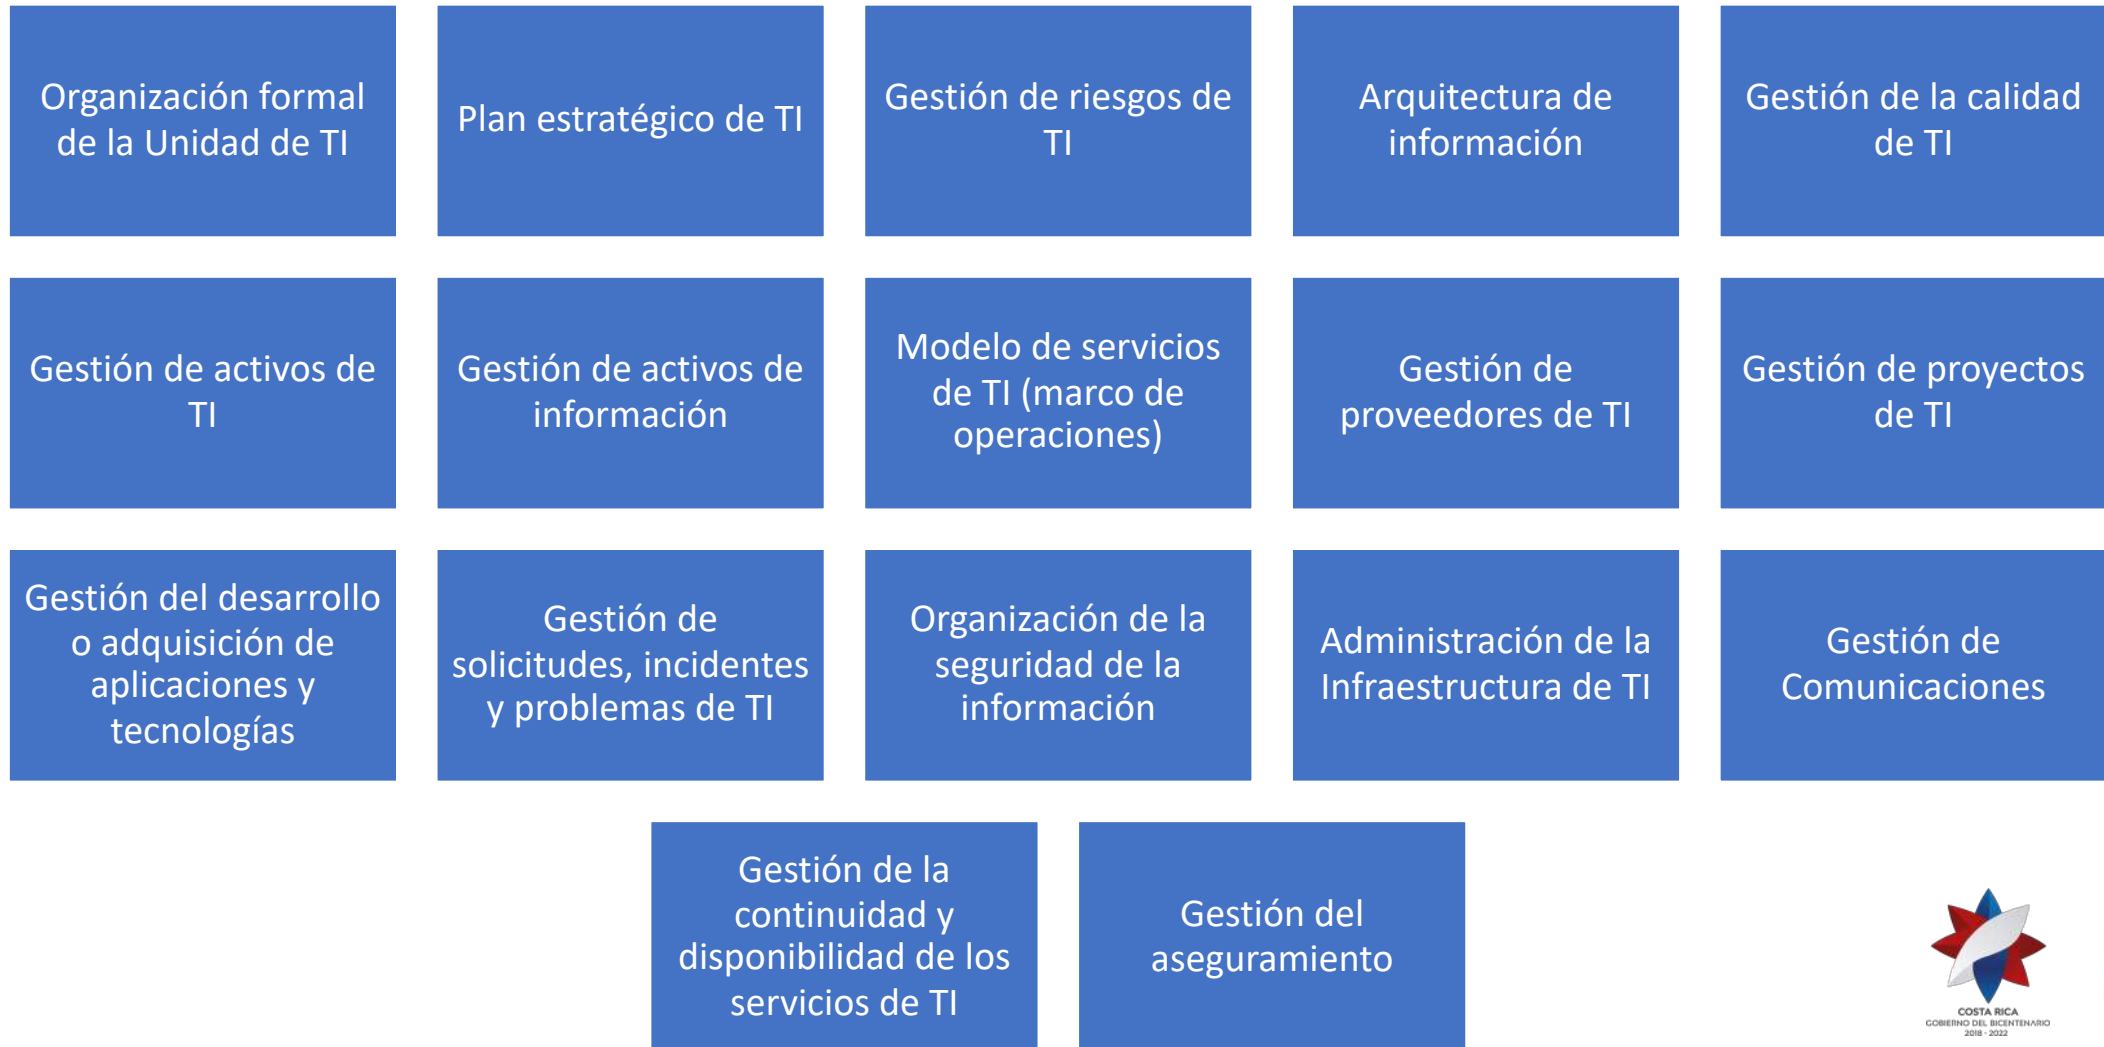 Organización formal
de la Unidad de TI
Plan estratégico de TI
Gestión de riesgos de
TI
Arquitectura de
información
Gestión de la calidad
de TI
Gestión de activos de
TI
Gestión de activos de
información
Modelo de servicios
de TI (marco de
operaciones)
Gestión de
proveedores de TI
Gestión de proyectos
de TI
Gestión del desarrollo
o adquisición de
aplicaciones y
tecnologías
Gestión de
solicitudes, incidentes
y problemas de TI
Organización de la
seguridad de la
información
Administración de la
Infraestructura de TI
Gestión de
Comunicaciones
Gestión de la
continuidad y
disponibilidad de los
servicios de TI
Gestión del
aseguramiento
COSTA RICA
GOBIERNO DEL BICENTENARIO
2018 - 2022